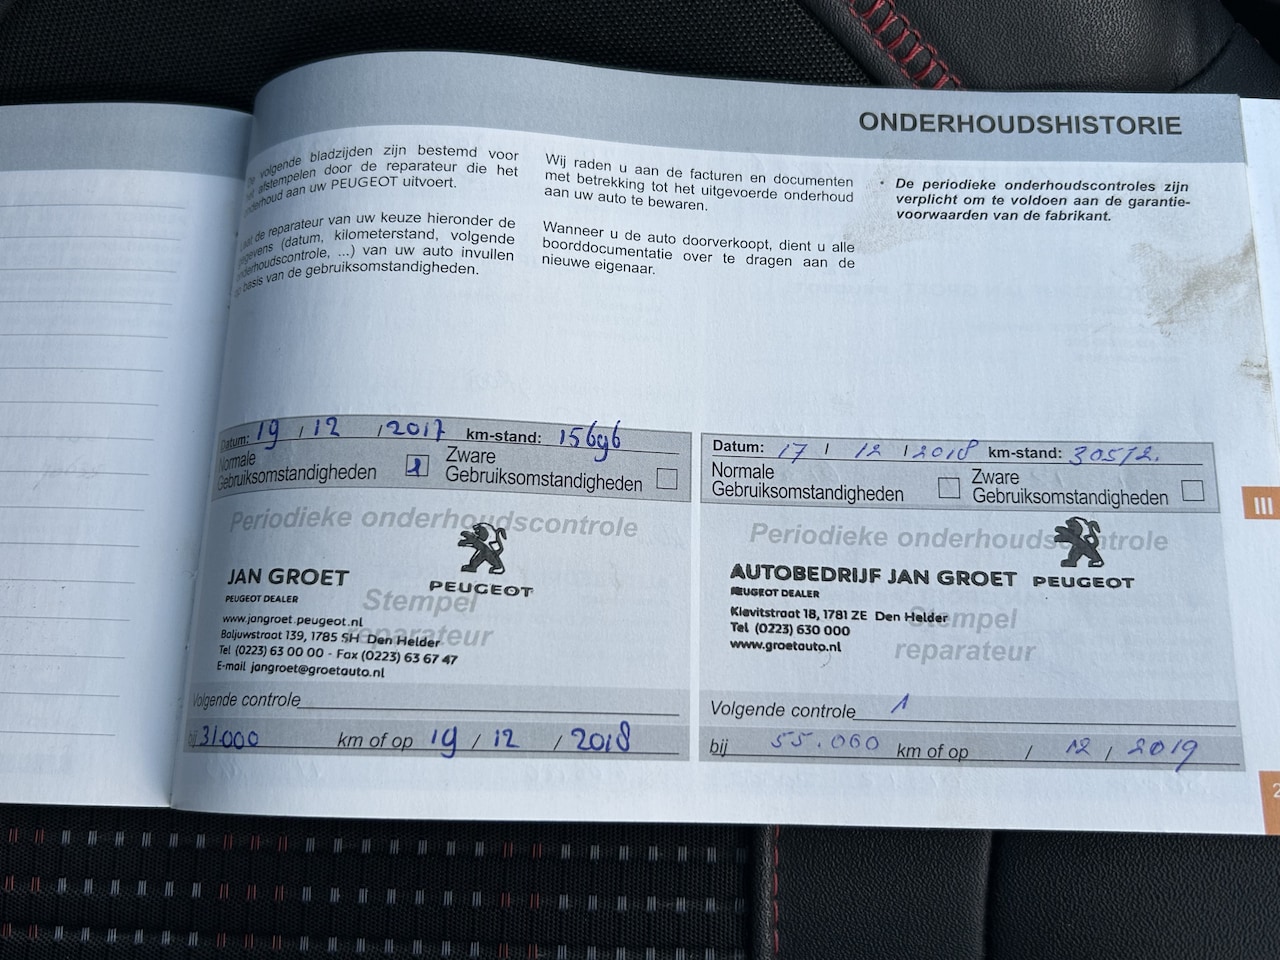 ONDERHOUDSHISTORIE
volgende bladzijden zijn bestemd voor
afstempelen door de reparateur die het
onderhoud aan uw PEUGEOT uitvoert.
de reparateur van uw keuze hieronder de
gegevens (datum, kilometerstand, volgende
onderhoudscontrole, ...) van uw auto invullen
op basis van de gebruiksomstandigheden.
Wij raden u aan de facturen en documenten
met betrekking tot het uitgevoerde onderhoud
aan uw auto te bewaren.
Wanneer u de auto doorverkoopt, dient u alle
boorddocumentatie over te dragen aan de
nieuwe eigenaar.
• De periodieke onderhoudscontroles zijn
verplicht om te voldoen aan de garantie-
voorwaarden van de fabrikant.
Datum: 19 / 12 / 2017 km-stand: 15696
Normale
Gebruiksomstandigheden
Zware
Gebruiksomstandigheden
Periodieke onderhoudscontrole
PEUGEOT
JAN GROET
PEUGEOT DEALER
Stempel
reparateur
www.jangroet.peugeot.nl
Baljuwstraat 139, 1785 SH Den Helder
Tel (0223) 63 00 00 - Fax (0223) 63 67 47
E-mail jangroet@groetauto.nl
Volgende controle
bij 31.000 km of op 19 / 12 / 2018
Datum: 17 / 12 / 2018 km-stand: 30512.
Normale
Gebruiksomstandigheden
Zware
Gebruiksomstandigheden
Periodieke onderhoudscontrole
AUTOBEDRIJF JAN GROET PEUGEOT
PEUGEOT DEALER
Stempel
reparateur
Klavitstraat 18, 1781 ZE Den Helder
Tel (0223) 630 000
www.groetauto.nl
Volgende controle 1
bij 55.000 km of op / 12 / 2019
III
2